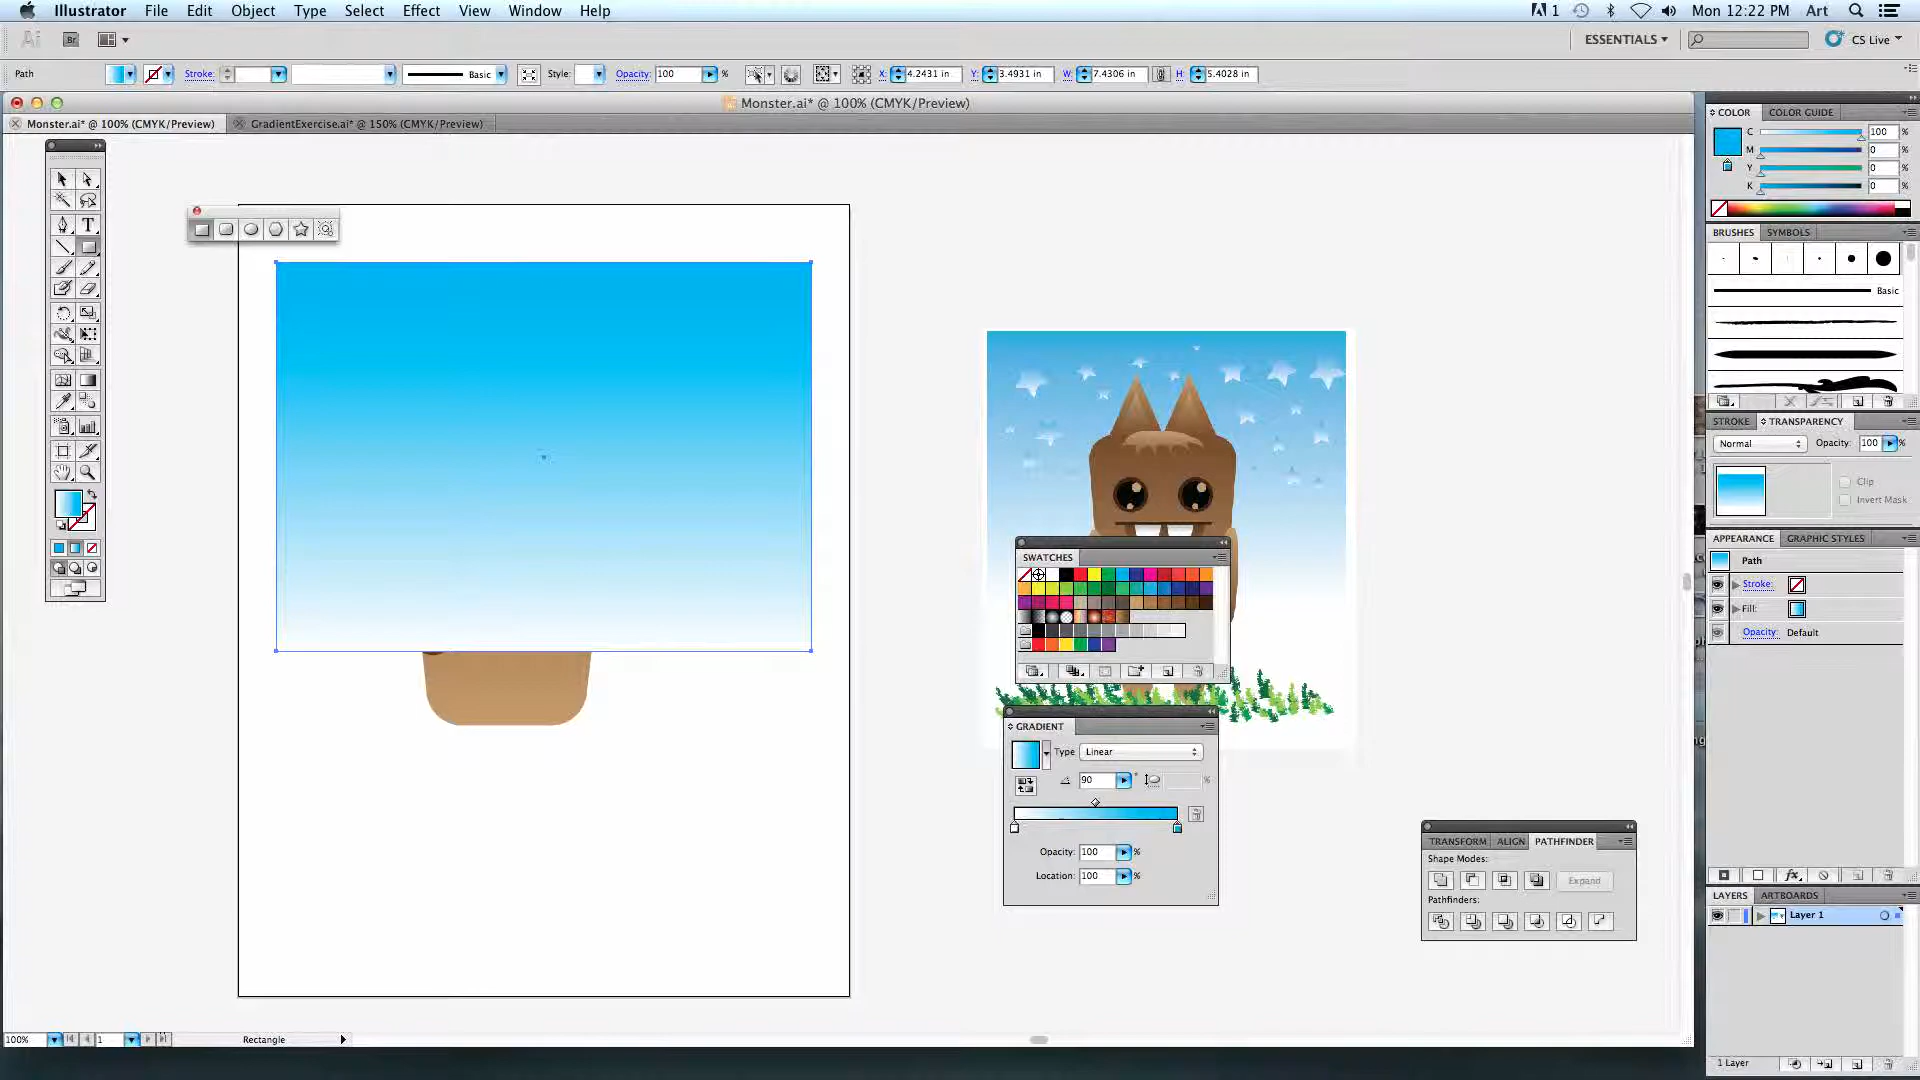 Illustrator File Edit Object Type Select Effect View Window Help
1 Mon 12:22 PM Art
Ai Br ESSENTIALS CS Live
Path Stroke: Basic Style: Opacity: 100 % X: 4.2431 in Y: 3.4931 in W: 7.4306 in H: 5.4028 in
Monster.ai* @ 100% (CMYK/Preview)
Monster.ai* @ 100% (CMYK/Preview) GradientExercise.ai* @ 150% (CMYK/Preview)
COLOR COLOR GUIDE
C 100 %
M 0 %
Y 0 %
K 0 %
BRUSHES SYMBOLS
Basic
STROKE TRANSPARENCY
Normal Opacity: 100 %
Clip
Invert Mask
APPEARANCE GRAPHIC STYLES
Path
Stroke:
Fill:
Opacity: Default
SWATCHES
GRADIENT
Type Linear
90 °
%
Opacity: 100 %
Location: 100 %
TRANSFORM ALIGN PATHFINDER
Shape Modes:
Expand
Pathfinders:
LAYERS ARTBOARDS
Layer 1
1 Layer
100% 1 Rectangle